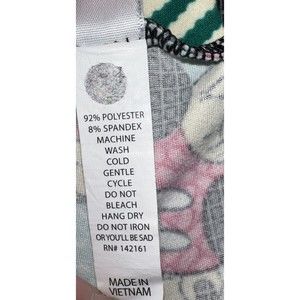 92% POLYESTER
8% SPANDEX
MACHINE
WASH
COLD
GENTLE
CYCLE
DO NOT
BLEACH
HANG DRY
DO NOT IRON
OR YOU'LL BE SAD
RN# 142161
MADE IN
VIETNAM